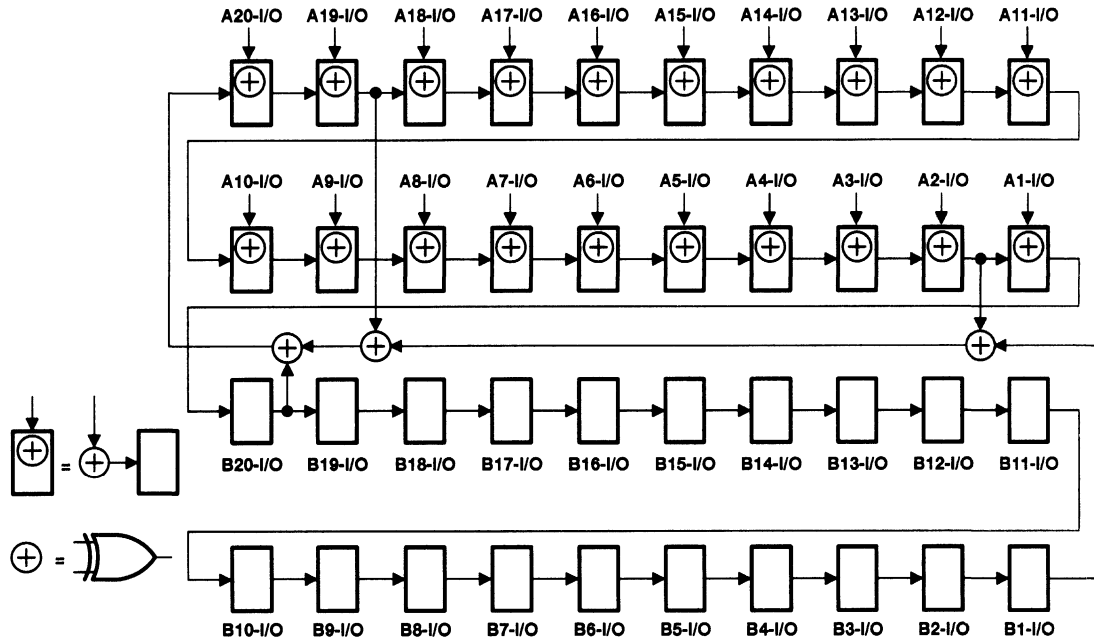 A20-I/O A19-I/O A18-I/O A17-I/O A16-I/O A15-I/O A14-I/O A13-I/O A12-I/O A11-I/O
A10-I/O A9-I/O A8-I/O A7-I/O A6-I/O A5-I/O A4-I/O A3-I/O A2-I/O A1-I/O
=
B20-I/O B19-I/O B18-I/O B17-I/O B16-I/O B15-I/O B14-I/O B13-I/O B12-I/O B11-I/O
=
B10-I/O B9-I/O B8-I/O B7-I/O B6-I/O B5-I/O B4-I/O B3-I/O B2-I/O B1-I/O